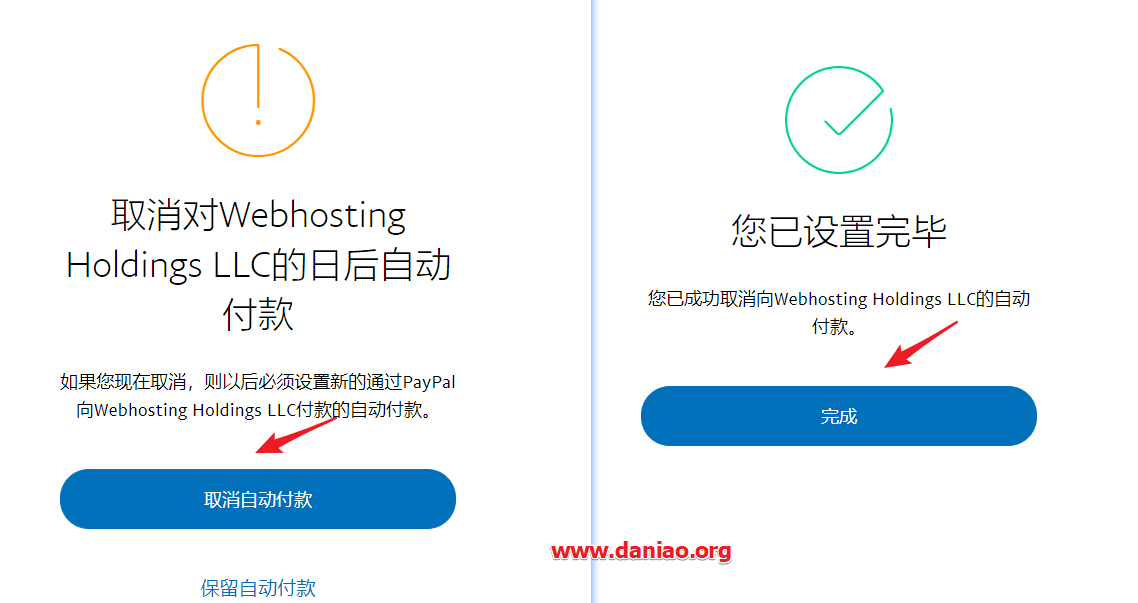 取消对Webhosting
Holdings LLC的日后自动
付款
如果您现在取消，则以后必须设置新的通过PayPal
向Webhosting Holdings LLC付款的自动付款。
取消自动付款
保留自动付款
您已设置完毕
您已成功取消向Webhosting Holdings LLC的自动
付款。
完成
www.daniao.org